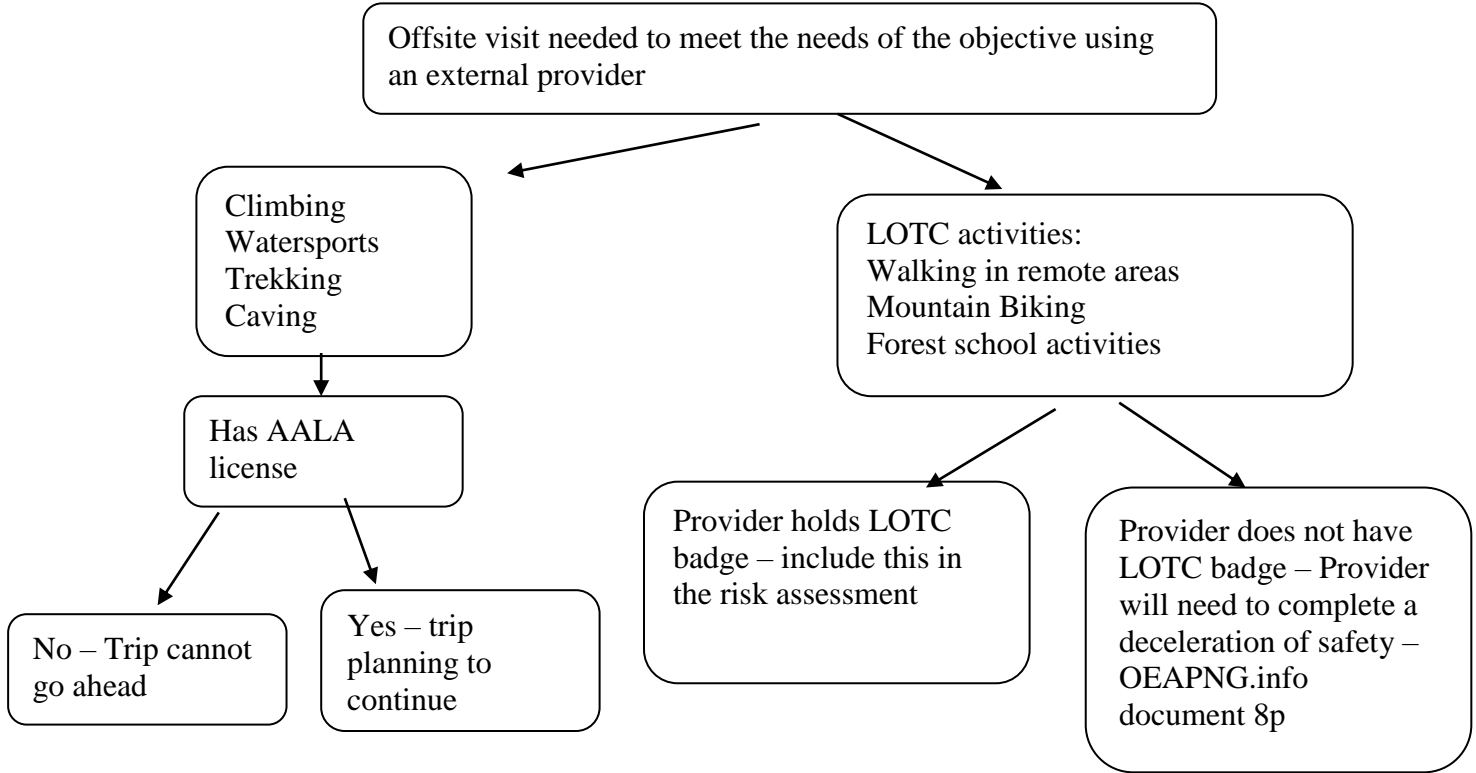 Offsite visit needed to meet the needs of the objective using
an external provider
Climbing
Watersports
Trekking
Caving
LOTC activities:
Walking in remote areas
Mountain Biking
Forest school activities
Has AALA
license
Provider holds LOTC
badge – include this in
the risk assessment
Provider does not have
LOTC badge – Provider
will need to complete a
deceleration of safety –
OEAPNG.info
document 8p
No – Trip cannot
go ahead
Yes – trip
planning to
continue